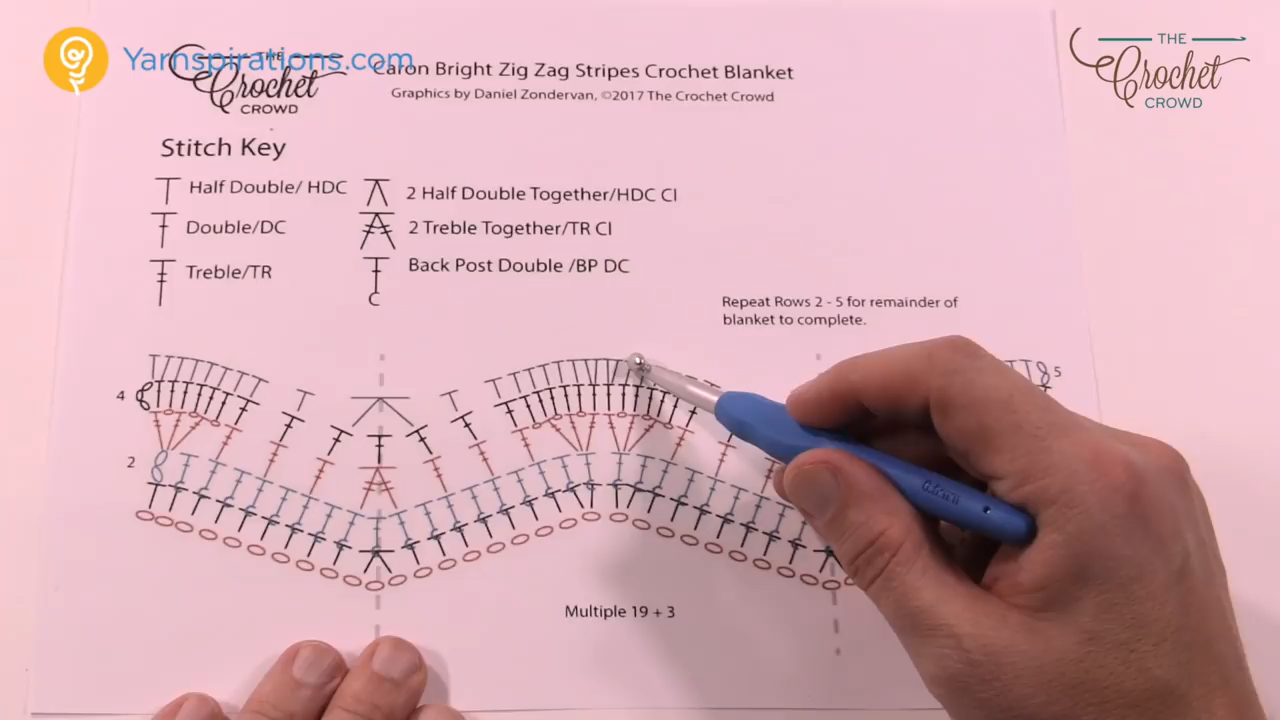 Yarnspirations.com
THE
Crochet
CROWD
THE
Crochet
CROWD
Caron Bright Zig Zag Stripes Crochet Blanket
Graphics by Daniel Zondervan, ©2017 The Crochet Crowd
Stitch Key
Half Double/ HDC
2 Half Double Together/HDC Cl
Double/DC
2 Treble Together/TR Cl
Treble/TR
Back Post Double /BP DC
Repeat Rows 2 - 5 for remainder of
blanket to complete.
5
4
2
Multiple 19 + 3